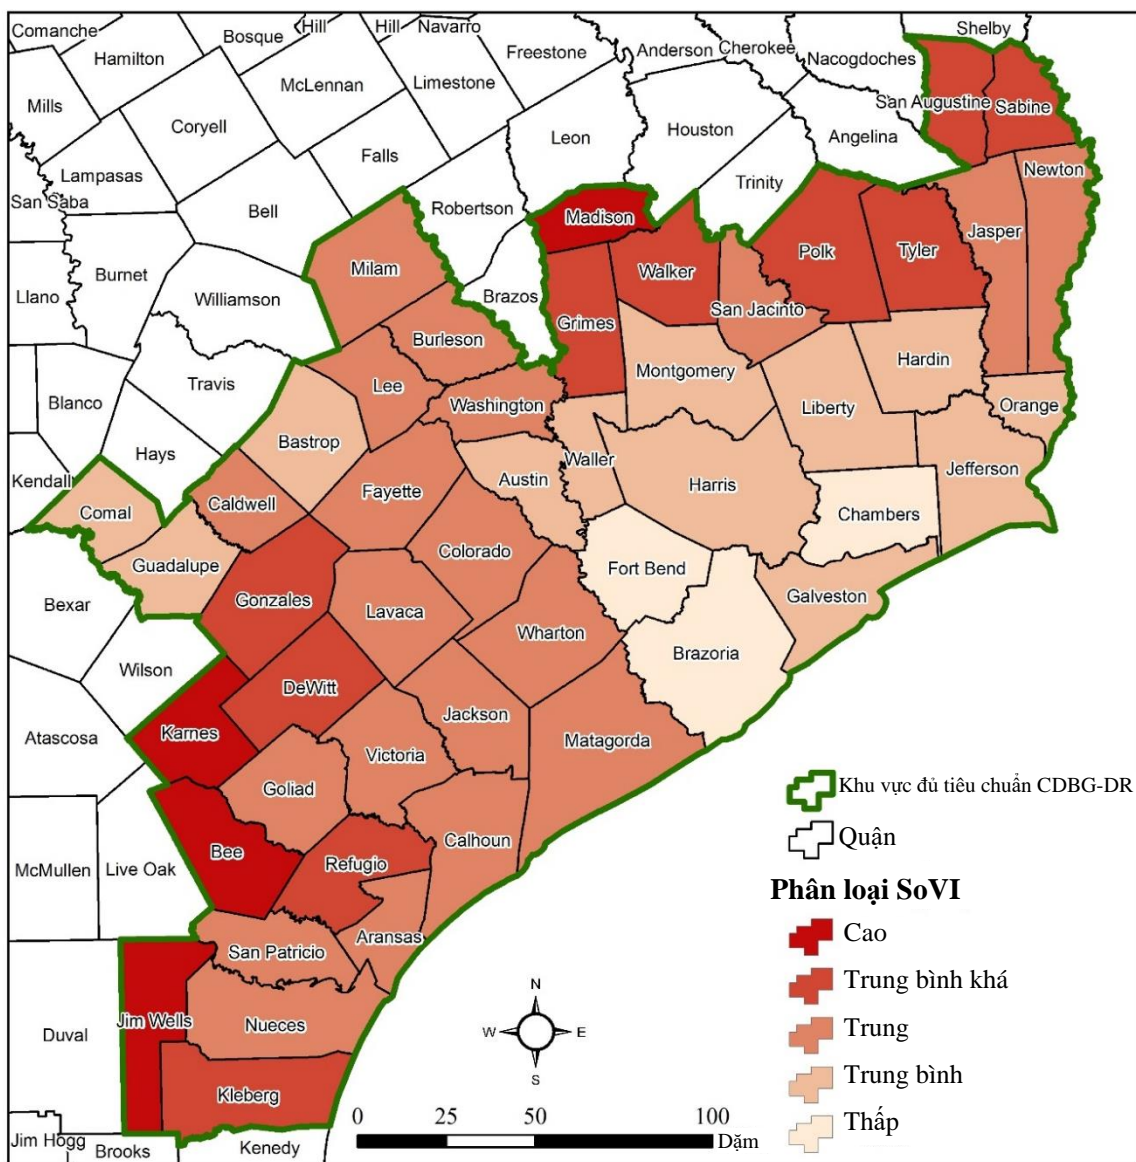 Comanche
Hamilton
Bosque
Hill
Hill
Navarro
Freestone
Anderson
Cherokee
Nacogdoches
Shelby
Mills
McLennan
Limestone
San Augustine
Sabine
Coryell
Leon
Houston
Angelina
Lampasas
Falls
Trinity
Newton
San Saba
Bell
Robertson
Madison
Jasper
Burnet
Milam
Walker
Polk
Tyler
Llano
Williamson
Brazos
Grimes
San Jacinto
Burleson
Hardin
Travis
Lee
Montgomery
Blanco
Washington
Liberty
Orange
Hays
Bastrop
Waller
Jefferson
Kendall
Austin
Harris
Comal
Caldwell
Fayette
Chambers
Guadalupe
Colorado
Fort Bend
Bexar
Gonzales
Lavaca
Galveston
Wharton
Wilson
Brazoria
DeWitt
Jackson
Atascosa
Karnes
Matagorda
Victoria
Goliad
Calhoun
McMullen
Live Oak
Bee
Refugio
Aransas
San Patricio
Duval
Jim Wells
Nueces
Kleberg
Jim Hogg
Brooks
Kenedy
Khu vực đủ tiêu chuẩn CDBG-DR
Quận
Phân loại SoVI
Cao
Trung bình khá
Trung
Trung bình
Thấp
N
W E
S
0 25 50 100
Dặm